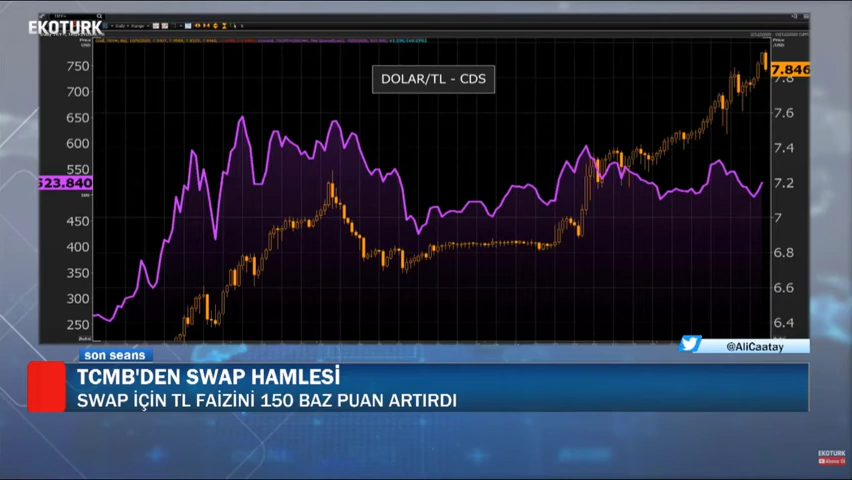 EKOTURK
DOLAR/TL - CDS
750
700
650
600
550
523.840
450
400
350
300
250
7.846
7.8
7.6
7.4
7.2
7
6.8
6.6
6.4
son seans
@AliCaatay
TCMB'DEN SWAP HAMLESİ
SWAP İÇİN TL FAİZİNİ 150 BAZ PUAN ARTIRDI
EKOTURK
Abone Ol